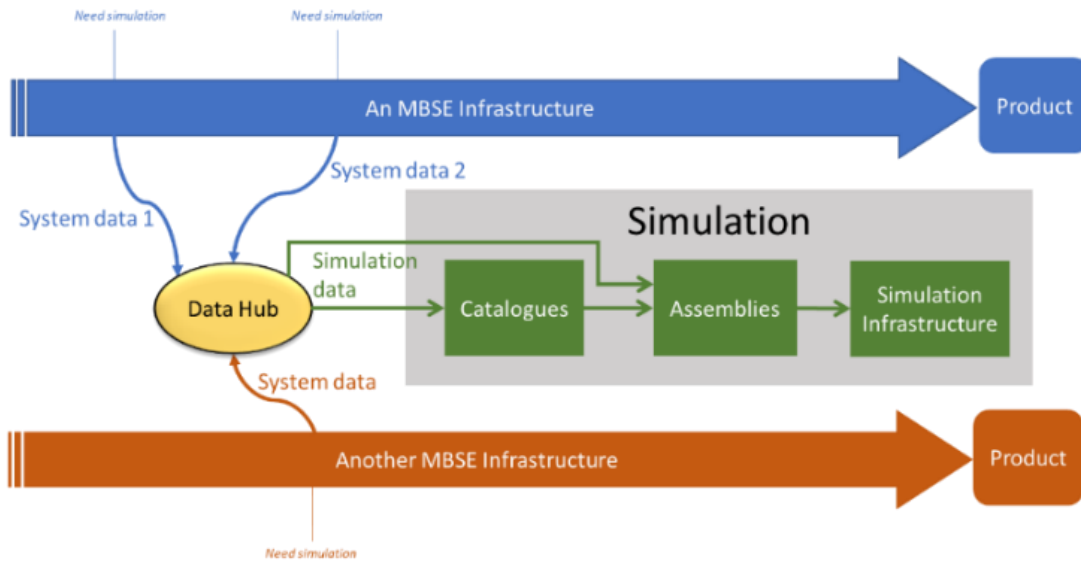 Need simulation
Need simulation
An MBSE Infrastructure
Product
System data 1
System data 2
Simulation
Simulation
data
Data Hub
Catalogues
Assemblies
Simulation
Infrastructure
System data
Another MBSE Infrastructure
Product
Need simulation